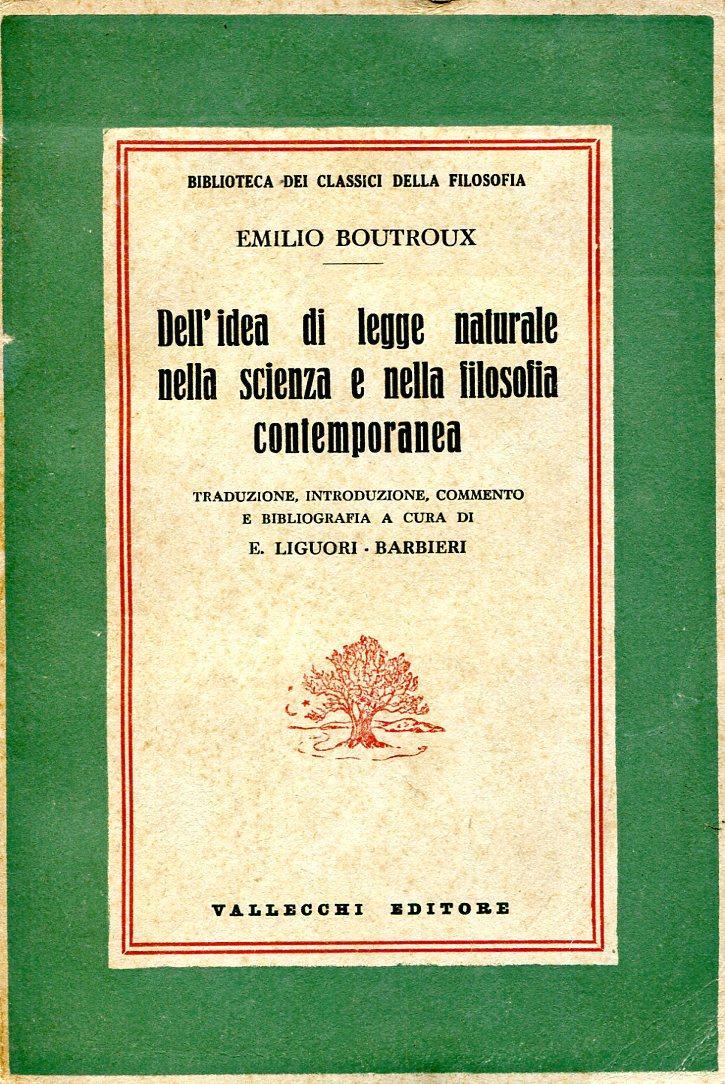 BIBLIOTECA DEI CLASSICI DELLA FILOSOFIA
EMILIO BOUTROUX
Dell'idea di legge naturale
nella scienza e nella filosofia
contemporanea
TRADUZIONE, INTRODUZIONE, COMMENTO
E BIBLIOGRAFIA A CURA DI
E. LIGUORI - BARBIERI
VALLECCHI EDITORE